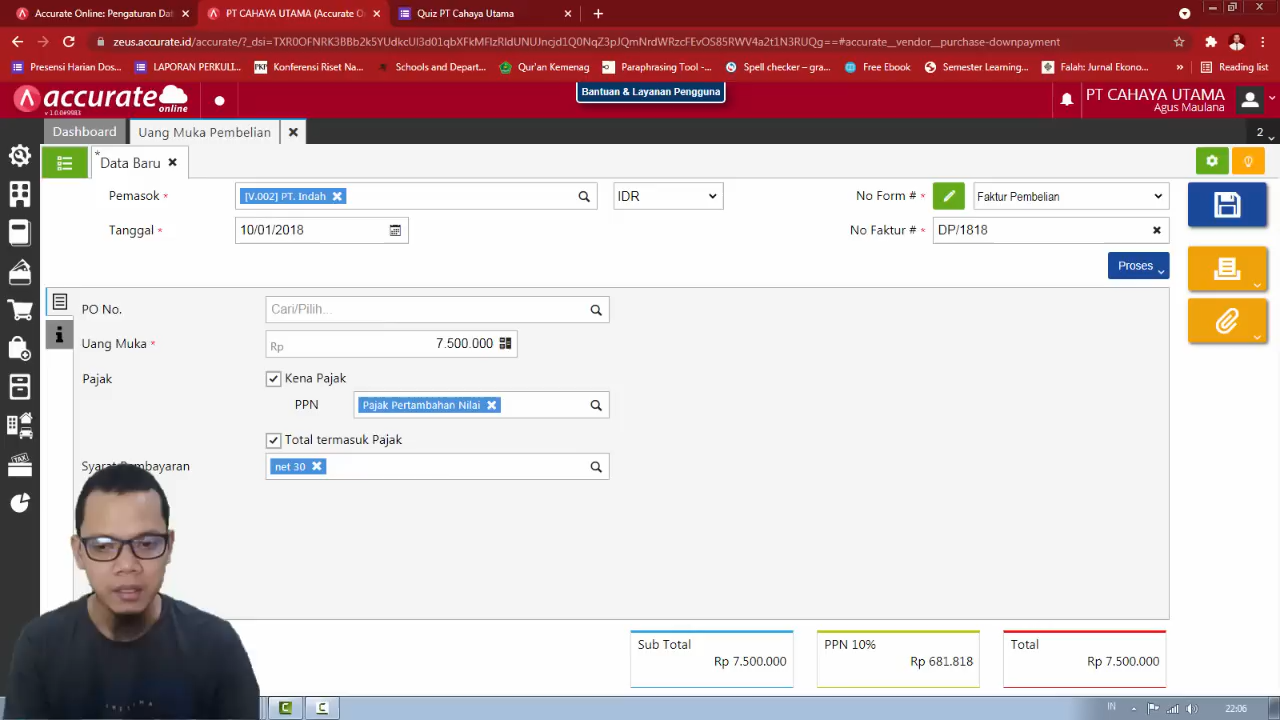 Accurate Online: Pengaturan Dat
PT CAHAYA UTAMA (Accurate O
Quiz PT Cahaya Utama
zeus.accurate.id/accurate/?_dsi=TXR0OFNRK3BBb2k5YUdkcUI3d01qbXFkMFIzRldUNUJncjd1Q0NqZ3pJQmNrdWRzcFEvOS85RWV4a2t1N3RUQg==#accurate__vendor__purchase-downpayment
Presensi Harian Dos...
LAPORAN PERKULI...
Konferensi Riset Na...
Schools and Depart...
Qur'an Kemenag
Paraphrasing Tool -...
Spell checker – gra...
Free Ebook
Semester Learning...
Falah: Jurnal Ekono...
»
Reading list
accurate
online
Bantuan & Layanan Pengguna
PT CAHAYA UTAMA
Agus Maulana
Dashboard
Uang Muka Pembelian
2
* Data Baru
Pemasok *
[V.002] PT. Indah
IDR
No Form # *
Faktur Pembelian
Tanggal *
10/01/2018
No Faktur # *
DP/1818
Proses
PO No.
Cari/Pilih...
Uang Muka *
Rp 7.500.000
Pajak
Kena Pajak
PPN
Pajak Pertambahan Nilai
Total termasuk Pajak
Syarat Pembayaran
net 30
Sub Total
Rp 7.500.000
PPN 10%
Rp 681.818
Total
Rp 7.500.000
IN
22:06